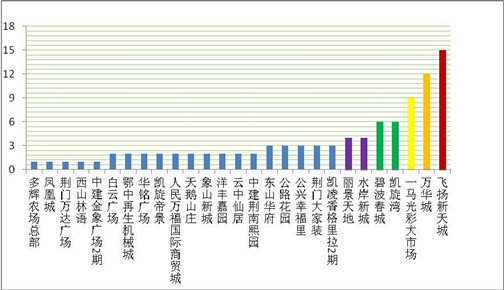 18
15
12
9
6
3
0
多辉农场总部
凤凰城
荆门万达广场
西山林语
中建金象广场2期
白云广场
鄂中再生机械城
华铭广场
凯旋帝景
人民万福国际商贸城
天鹅山庄
象山新城
洋丰嘉园
云中仙居
中建荆南熙园
东山华府
公路花园
公兴幸福里
荆门大家装
凯凌香格里拉2期
丽景天地
水岸新城
碧波春城
凯旋湾
一马光彩大市场
万华城
飞扬新天城